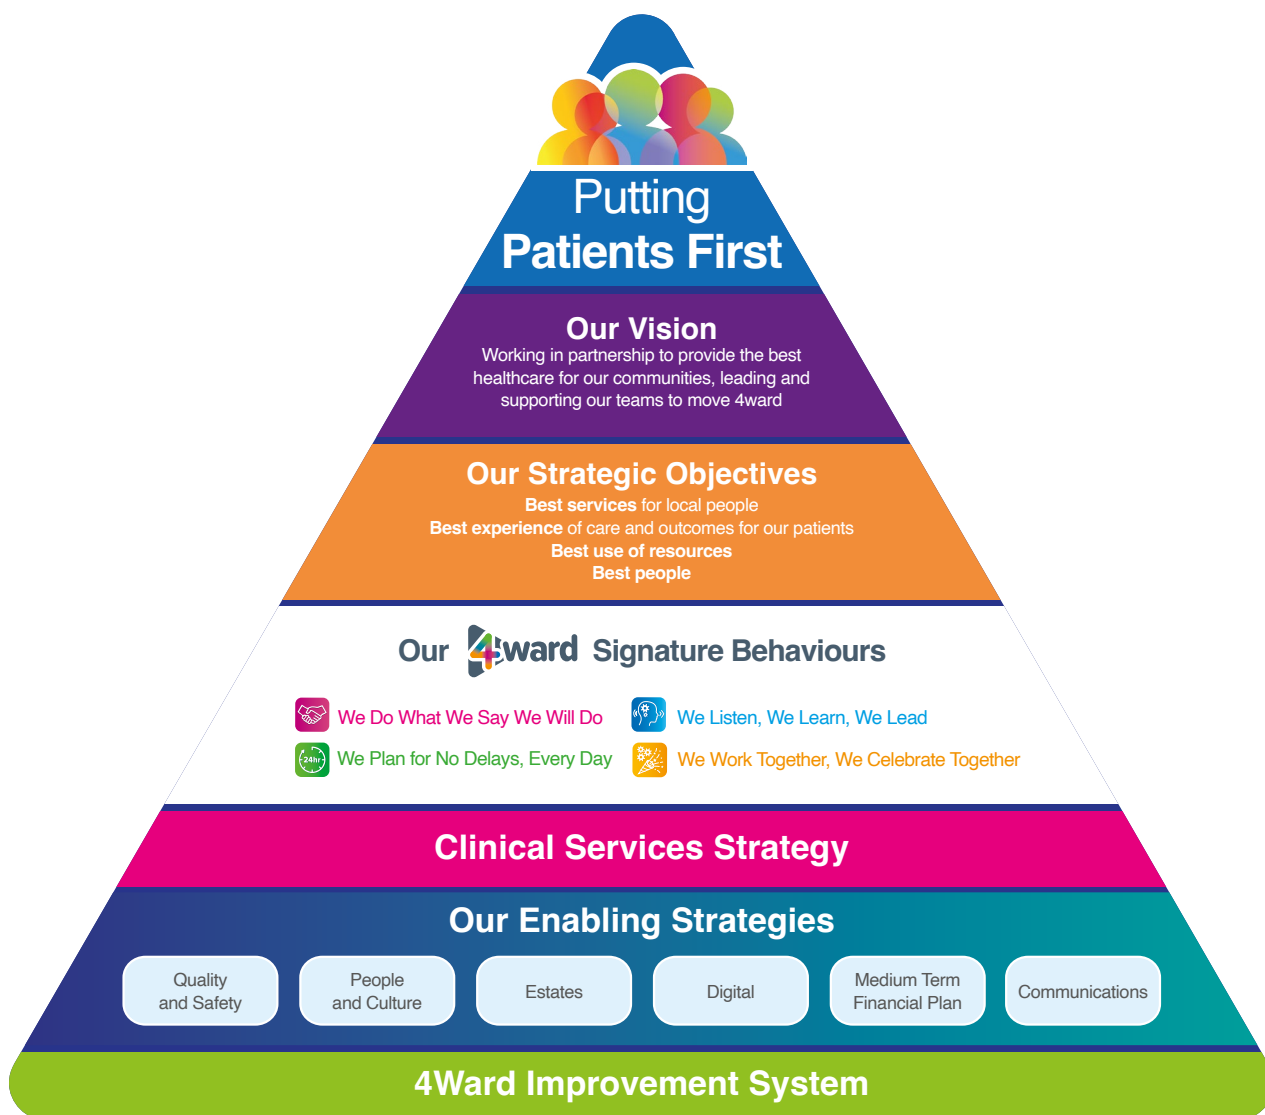 Putting
Patients First
Our Vision
Working in partnership to provide the best
healthcare for our communities, leading and
supporting our teams to move 4ward
Our Strategic Objectives
Best services for local people
Best experience of care and outcomes for our patients
Best use of resources
Best people
Our 4ward Signature Behaviours
We Do What We Say We Will Do
We Listen, We Learn, We Lead
24hr
We Plan for No Delays, Every Day
We Work Together, We Celebrate Together
Clinical Services Strategy
Our Enabling Strategies
Quality
and Safety
People
and Culture
Estates
Digital
Medium Term
Financial Plan
Communications
4Ward Improvement System